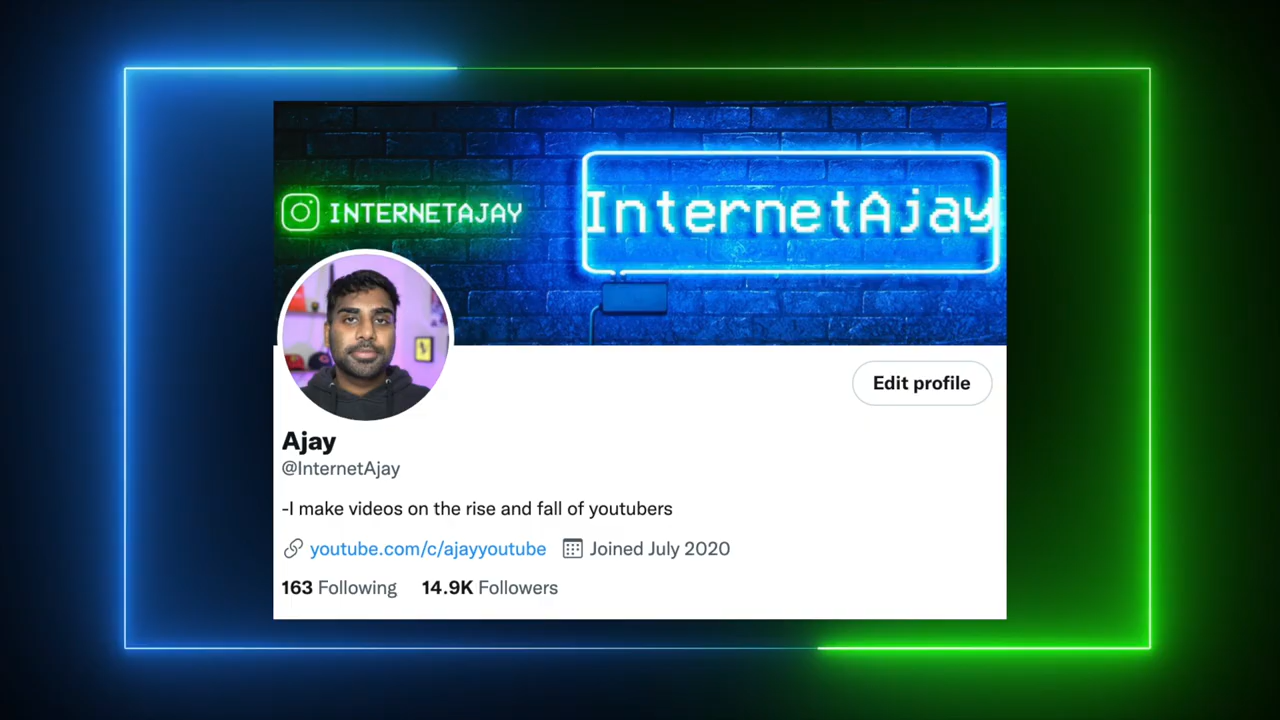 INTERNETAJAY
InternetAjay
Edit profile
Ajay
@InternetAjay
-I make videos on the rise and fall of youtubers
youtube.com/c/ajayyoutube Joined July 2020
163 Following 14.9K Followers